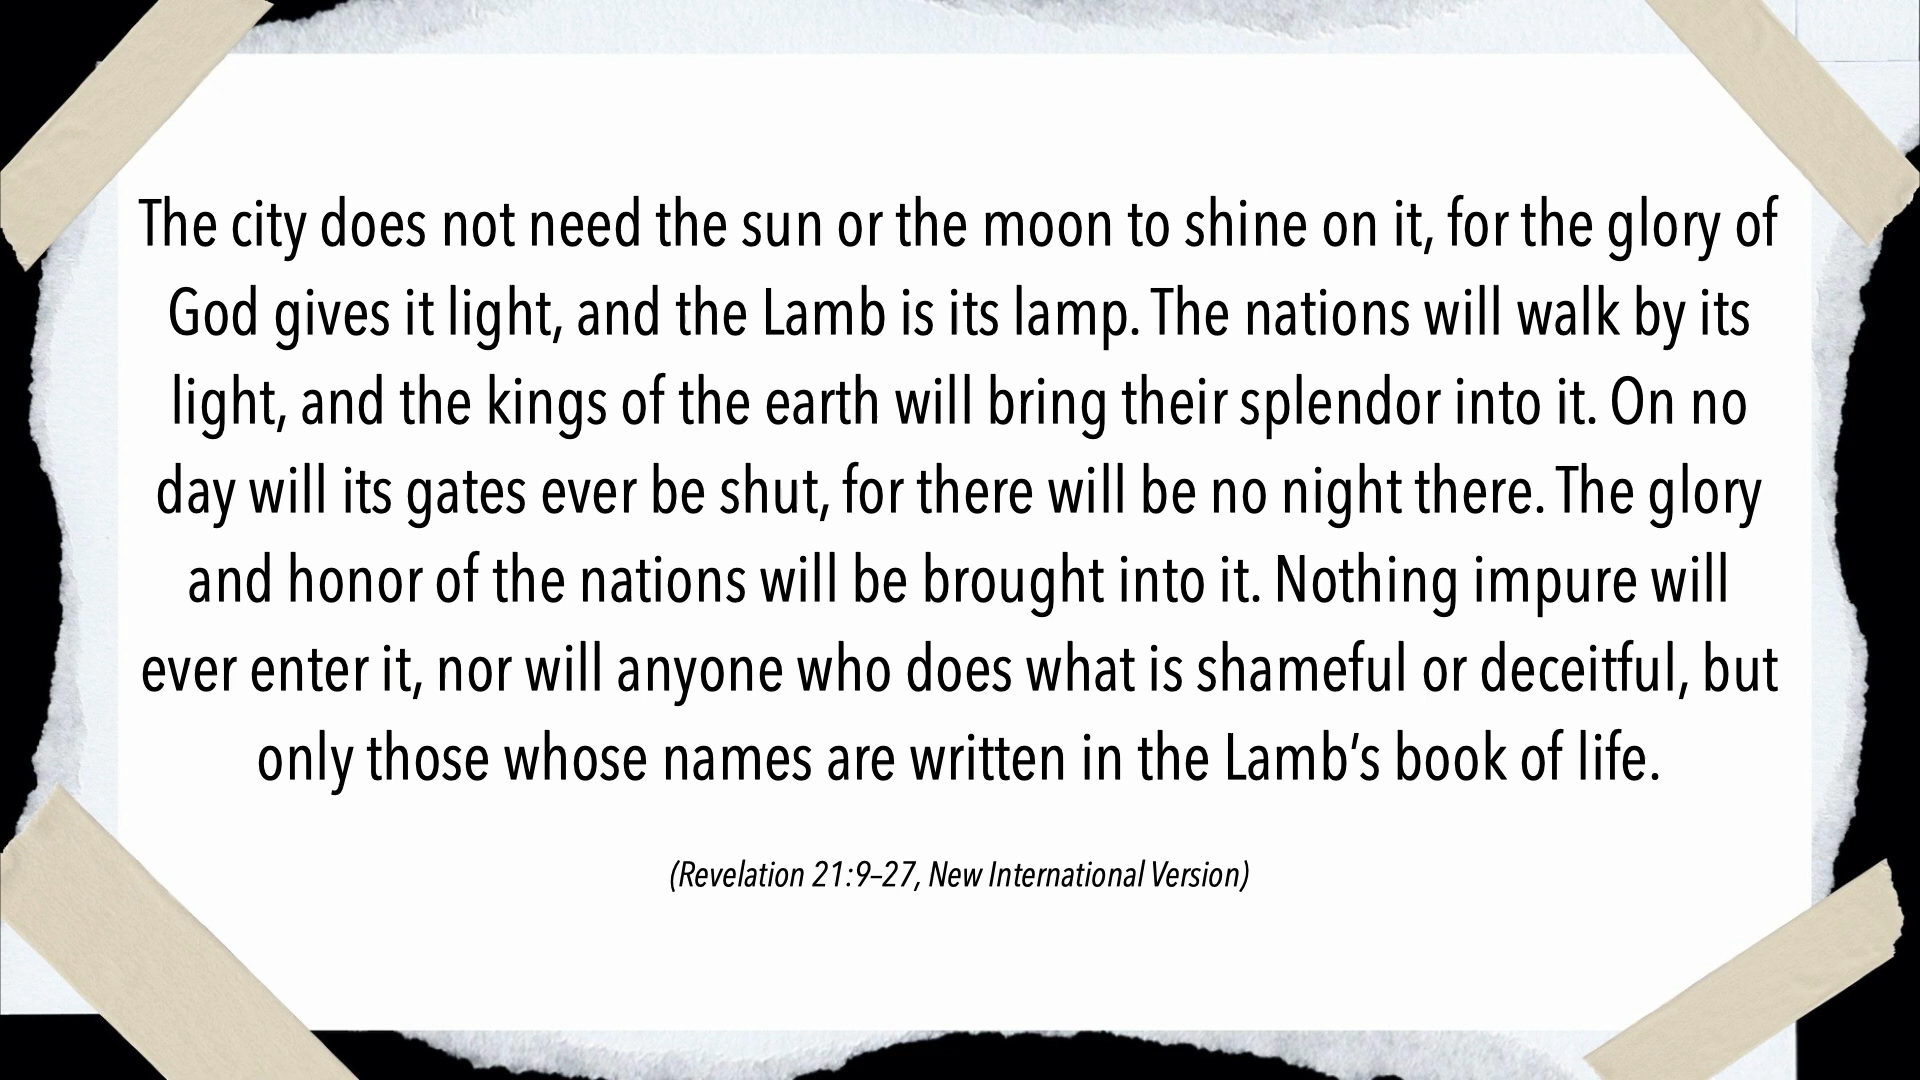 The city does not need the sun or the moon to shine on it, for the glory of
God gives it light, and the Lamb is its lamp. The nations will walk by its
light, and the kings of the earth will bring their splendor into it. On no
day will its gates ever be shut, for there will be no night there. The glory
and honor of the nations will be brought into it. Nothing impure will
ever enter it, nor will anyone who does what is shameful or deceitful, but
only those whose names are written in the Lamb’s book of life.
(Revelation 21:9–27, New International Version)